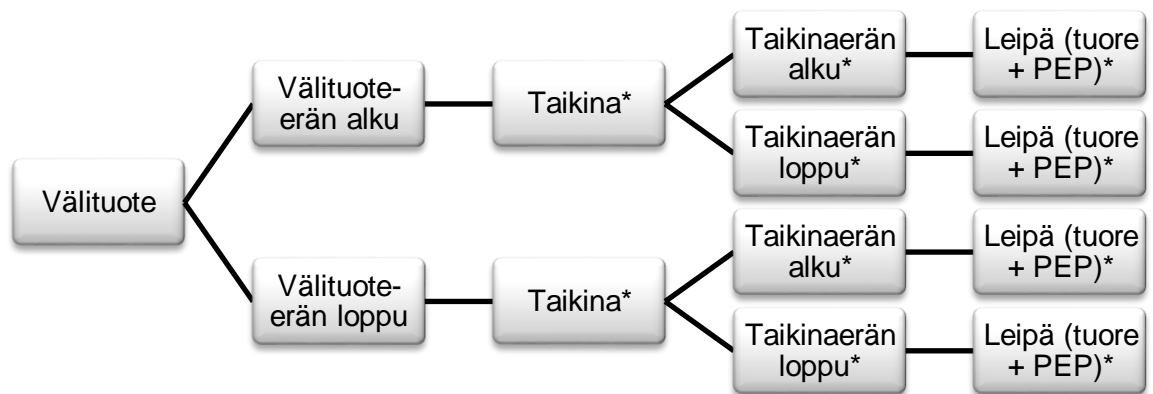 Välituote
Välituote-
erän alku
Taikina*
Taikinaerän
alku*
Leipä (tuore
+ PEP)*
Taikinaerän
loppu*
Leipä (tuore
+ PEP)*
Välituote-
erän loppu
Taikina*
Taikinaerän
alku*
Leipä (tuore
+ PEP)*
Taikinaerän
loppu*
Leipä (tuore
+ PEP)*